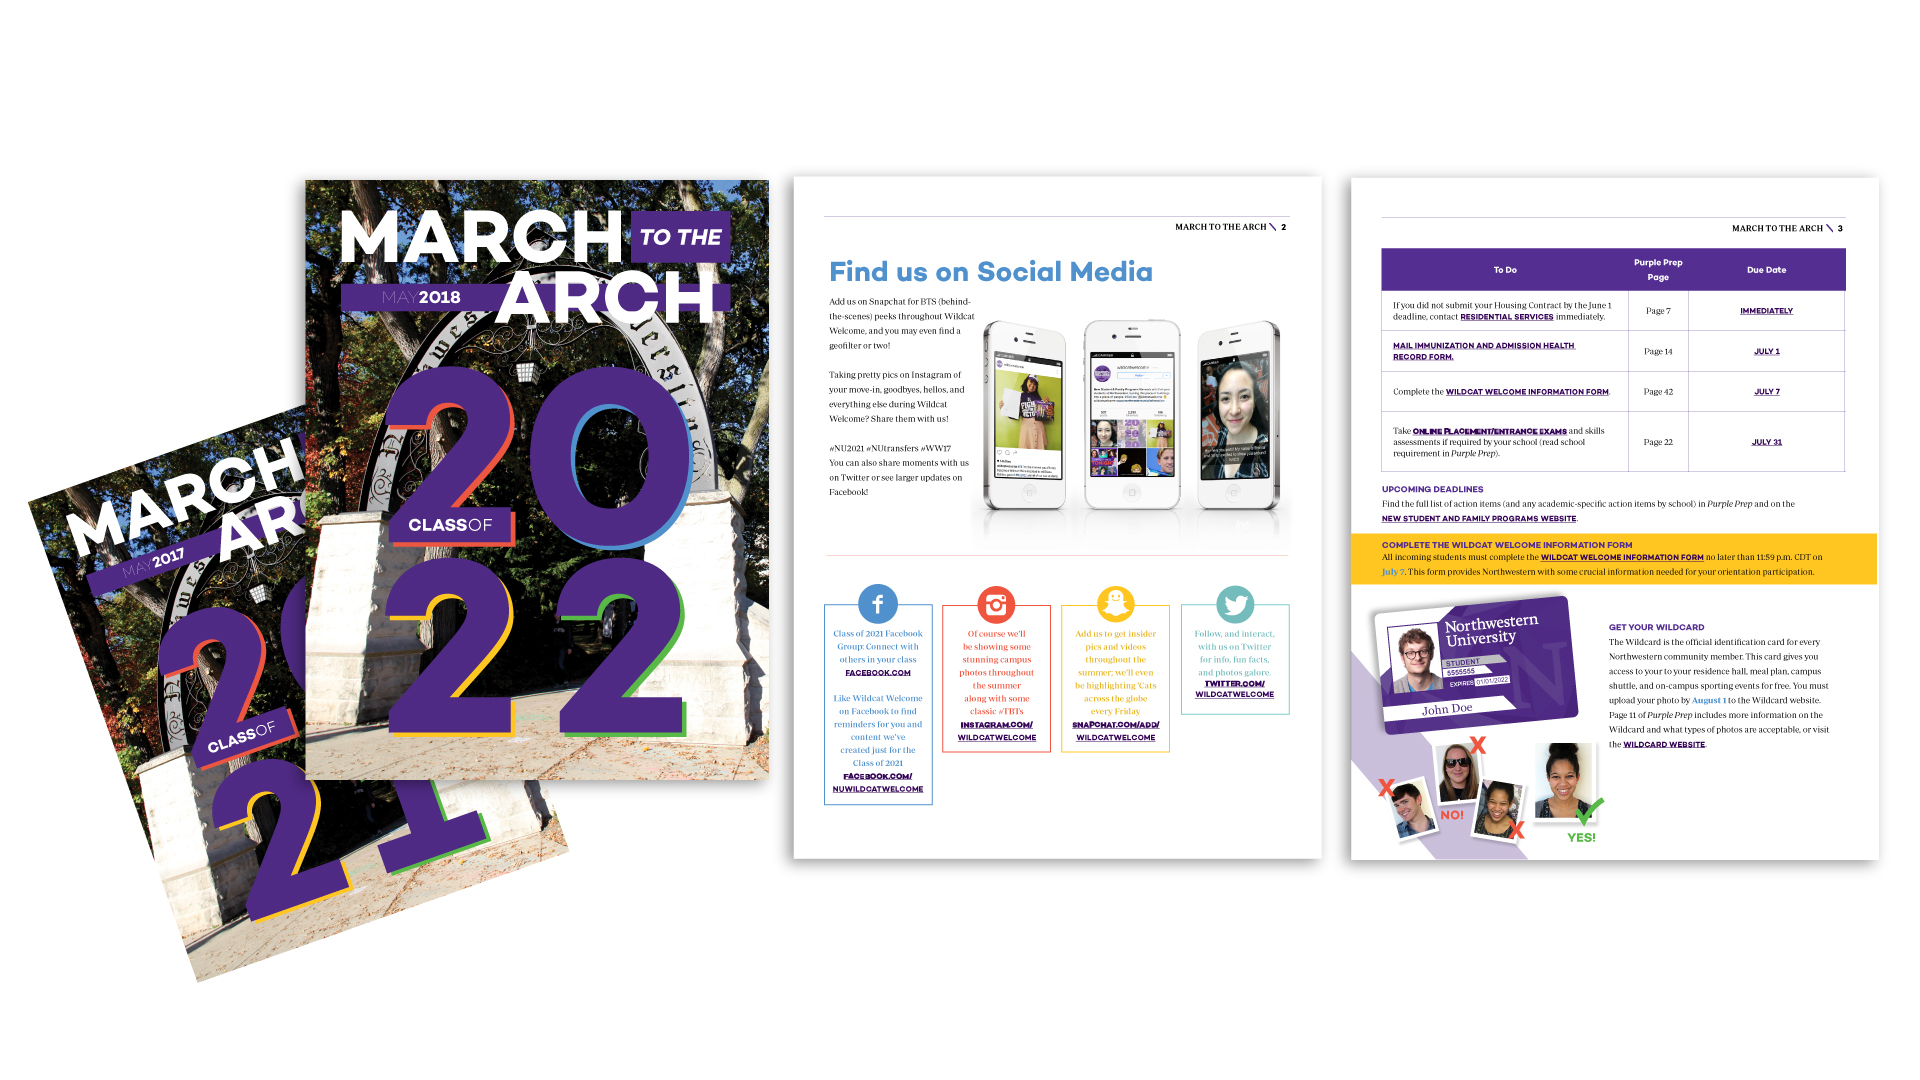 MARCH TO THE
MAY2018 ARCH
20
CLASSOF
22
MARCH
MAY2017 AR
2
CLASSOF
21
MARCH TO THE ARCH \ 2
Find us on Social Media
Add us on Snapchat for BTS (behind-
the-scenes) peeks throughout Wildcat
Welcome, and you may even find a
geofilter or two!
Taking pretty pics on Instagram of
your move-in, goodbyes, hellos, and
everything else during Wildcat
Welcome? Share them with us!
#NU2021 #NUtransfers #WW17
You can also share moments with us
on Twitter or see larger updates on
Facebook!
Class of 2021 Facebook
Group: Connect with
others in your class
FACEBOOK.COM
Like Wildcat Welcome
on Facebook to find
reminders for you and
content we've
created just for the
Class of 2021
FACEBOOK.COM/
NUWILDCATWELCOME
Of course we'll
be showing some
stunning campus
photos throughout
the summer
along with some
classic #TBTs
INSTAGRAM.COM/
WILDCATWELCOME
Add us to get insider
pics and videos
throughout the
summer; we'll even
be highlighting 'Cats
across the globe
every Friday
SNAPCHAT.COM/ADD/
WILDCATWELCOME
Follow, and interact,
with us on Twitter
for info, fun facts,
and photos galore.
TWITTER.COM/
WILDCATWELCOME
MARCH TO THE ARCH \ 3
To Do
Purple Prep
Page
Due Date
If you did not submit your Housing Contract by the June 1
deadline, contact RESIDENTIAL SERVICES immediately.
Page 7
IMMEDIATELY
MAIL IMMUNIZATION AND ADMISSION HEALTH
RECORD FORM.
Page 14
JULY 1
Complete the WILDCAT WELCOME INFORMATION FORM.
Page 42
JULY 7
Take ONLINE PLACEMENT/ENTRANCE EXAMS and skills
assessments if required by your school (read school
requirement in Purple Prep).
Page 22
JULY 31
UPCOMING DEADLINES
Find the full list of action items (and any academic-specific action items by school) in Purple Prep and on the
NEW STUDENT AND FAMILY PROGRAMS WEBSITE.
COMPLETE THE WILDCAT WELCOME INFORMATION FORM
All incoming students must complete the WILDCAT WELCOME INFORMATION FORM no later than 11:59 p.m. CDT on
July 7. This form provides Northwestern with some crucial information needed for your orientation participation.
Northwestern
University
STUDENT
5555555
EXPIRES 01/01/2022
John Doe
X
X
NO!
X
YES!
GET YOUR WILDCARD
The Wildcard is the official identification card for every
Northwestern community member. This card gives you
access to your to your residence hall, meal plan, campus
shuttle, and on-campus sporting events for free. You must
upload your photo by August 1 to the Wildcard website.
Page 11 of Purple Prep includes more information on the
Wildcard and what types of photos are acceptable, or visit
the WILDCARD WEBSITE.